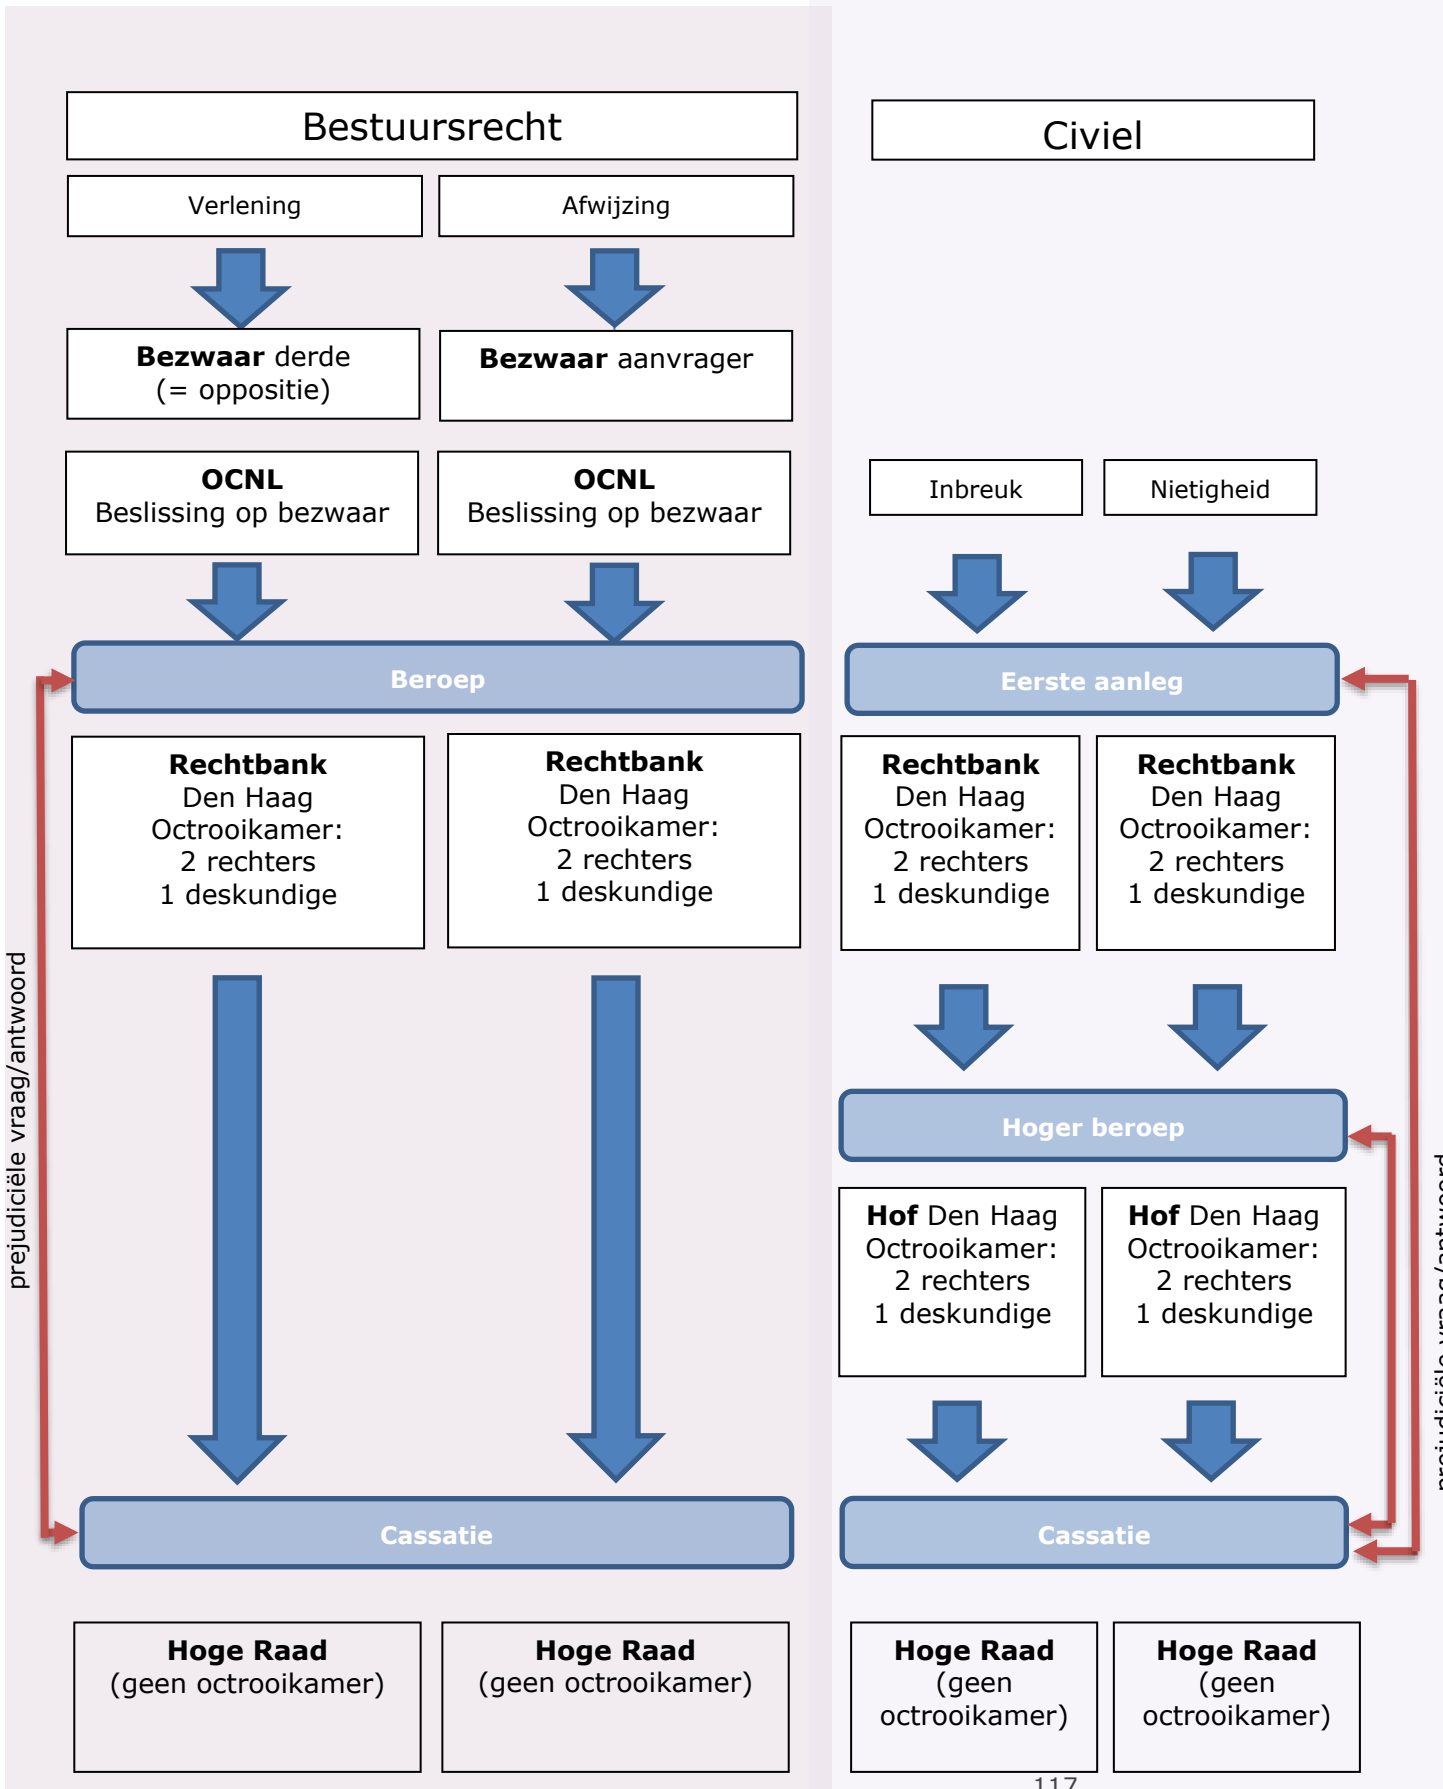 Bestuursrecht
Civiel
Verlening
Afwijzing
Bezwaar derde
(= oppositie)
Bezwaar aanvrager
OCNL
Beslissing op bezwaar
OCNL
Beslissing op bezwaar
Inbreuk
Nietigheid
Beroep
Eerste aanleg
Rechtbank
Den Haag
Octrooikamer:
2 rechters
1 deskundige
Rechtbank
Den Haag
Octrooikamer:
2 rechters
1 deskundige
Rechtbank
Den Haag
Octrooikamer:
2 rechters
1 deskundige
Rechtbank
Den Haag
Octrooikamer:
2 rechters
1 deskundige
prejudiciële vraag/antwoord
Hoger beroep
Hof Den Haag
Octrooikamer:
2 rechters
1 deskundige
Hof Den Haag
Octrooikamer:
2 rechters
1 deskundige
prejudiciële vraag/antwoord
Cassatie
Cassatie
Hoge Raad
(geen octrooikamer)
Hoge Raad
(geen octrooikamer)
Hoge Raad
(geen
octrooikamer)
Hoge Raad
(geen
octrooikamer)
117